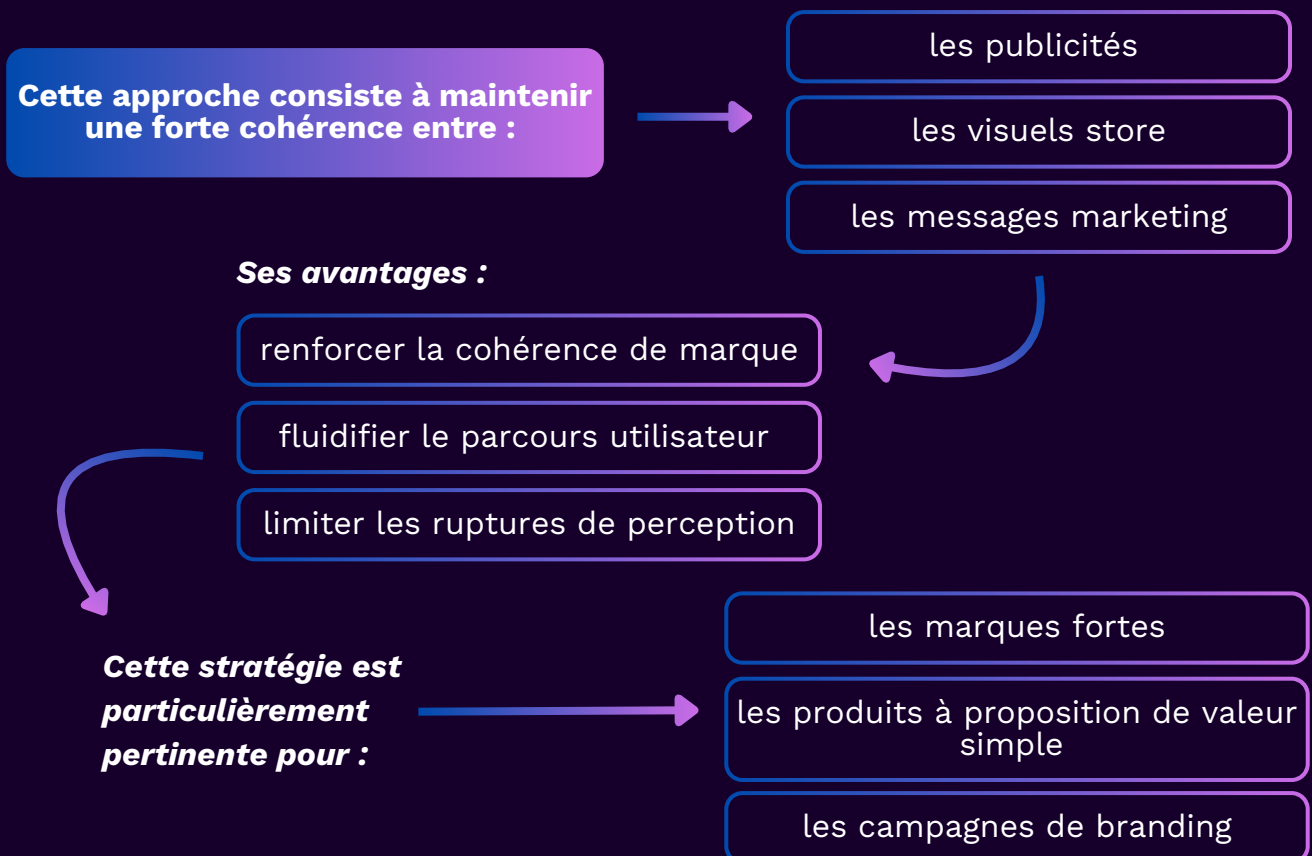 Cette approche consiste à maintenir
une forte cohérence entre :
les publicités
les visuels store
les messages marketing
Ses avantages :
renforcer la cohérence de marque
fluidifier le parcours utilisateur
limiter les ruptures de perception
Cette stratégie est
particulièrement
pertinente pour :
les marques fortes
les produits à proposition de valeur
simple
les campagnes de branding